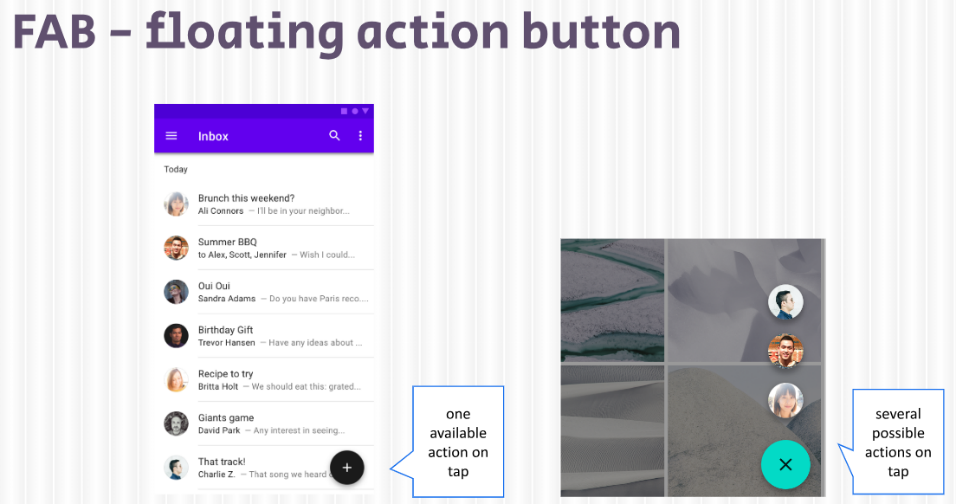 FAB – floating action button
Inbox
Today
Brunch this weekend?
Ali Connors — I'll be in your neighbor...
Summer BBQ
to Alex, Scott, Jennifer — Wish I could...
Oui Oui
Sandra Adams — Do you have Paris reco....
Birthday Gift
Trevor Hansen — Have any ideas about ...
Recipe to try
Britta Holt — We should eat this: grated...
Giants game
David Park — Any interest in seeing...
That track!
Charlie Z. — That song we heard
one
available
action on
tap
several
possible
actions on
tap